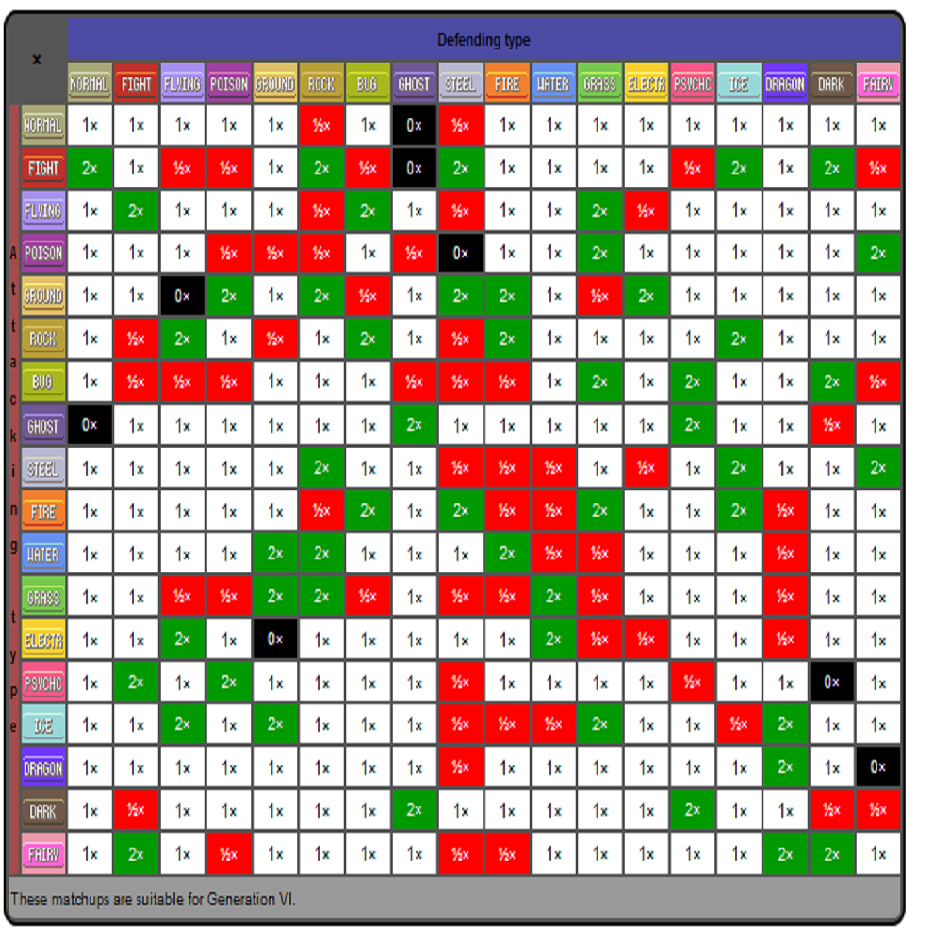 Defending type
×
NORMAL FIGHT FLYING POISON GROUND ROCK BUG GHOST STEEL FIRE WATER GRASS ELECTR PSYCHC ICE DRAGON DARK FAIRY
Attacking type
NORMAL 1× 1× 1× 1× 1× ½× 1× 0× ½× 1× 1× 1× 1× 1× 1× 1× 1× 1×
FIGHT 2× 1× ½× ½× 1× 2× ½× 0× 2× 1× 1× 1× 1× ½× 2× 1× 2× ½×
FLYING 1× 2× 1× 1× 1× ½× 2× 1× ½× 1× 1× 2× ½× 1× 1× 1× 1× 1×
POISON 1× 1× 1× ½× ½× ½× 1× ½× 0× 1× 1× 2× 1× 1× 1× 1× 1× 2×
GROUND 1× 1× 0× 2× 1× 2× ½× 1× 2× 2× 1× ½× 2× 1× 1× 1× 1× 1×
ROCK 1× ½× 2× 1× ½× 1× 2× 1× ½× 2× 1× 1× 1× 1× 2× 1× 1× 1×
BUG 1× ½× ½× ½× 1× 1× 1× ½× ½× ½× 1× 2× 1× 2× 1× 1× 2× ½×
GHOST 0× 1× 1× 1× 1× 1× 1× 2× 1× 1× 1× 1× 1× 2× 1× 1× ½× 1×
STEEL 1× 1× 1× 1× 1× 2× 1× 1× ½× ½× ½× 1× ½× 1× 2× 1× 1× 2×
FIRE 1× 1× 1× 1× 1× ½× 2× 1× 2× ½× ½× 2× 1× 1× 2× ½× 1× 1×
WATER 1× 1× 1× 1× 2× 2× 1× 1× 1× 2× ½× ½× 1× 1× 1× ½× 1× 1×
GRASS 1× 1× ½× ½× 2× 2× ½× 1× ½× ½× 2× ½× 1× 1× 1× ½× 1× 1×
ELECTR 1× 1× 2× 1× 0× 1× 1× 1× 1× 1× 2× ½× ½× 1× 1× ½× 1× 1×
PSYCHC 1× 2× 1× 2× 1× 1× 1× 1× ½× 1× 1× 1× 1× ½× 1× 1× 0× 1×
ICE 1× 1× 2× 1× 2× 1× 1× 1× ½× ½× ½× 2× 1× 1× ½× 2× 1× 1×
DRAGON 1× 1× 1× 1× 1× 1× 1× 1× ½× 1× 1× 1× 1× 1× 1× 2× 1× 0×
DARK 1× ½× 1× 1× 1× 1× 1× 2× 1× 1× 1× 1× 1× 2× 1× 1× ½× ½×
FAIRY 1× 2× 1× ½× 1× 1× 1× 1× ½× ½× 1× 1× 1× 1× 1× 2× 2× 1×
These matchups are suitable for Generation VI.